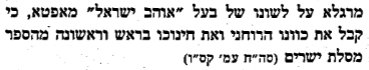 מרגלא על לשונו של בעל "אוהב ישראל" מאפטא, כי
קבל את כוונו הרוחני ואת חינוכו בראש וראשונה מהספר
מסלת ישרים (סה"ח עמ' קס"ו)